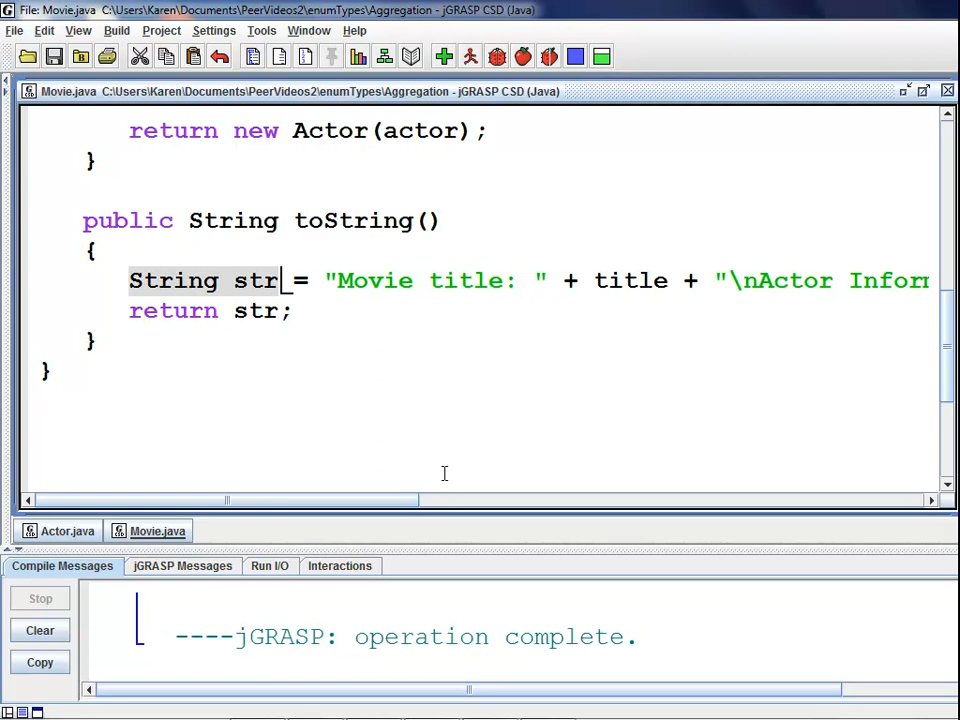 File: Movie.java C:\Users\Karen\Documents\PeerVideos2\enumTypes\Aggregation - jGRASP CSD (Java)
File Edit View Build Project Settings Tools Window Help
Movie.java C:\Users\Karen\Documents\PeerVideos2\enumTypes\Aggregation - jGRASP CSD (Java)
return new Actor(actor);
}
public String toString()
{
String str = "Movie title: " + title + "\nActor Inform
return str;
}
}
Actor.java Movie.java
Compile Messages jGRASP Messages Run I/O Interactions
Stop
Clear
Copy
----jGRASP: operation complete.